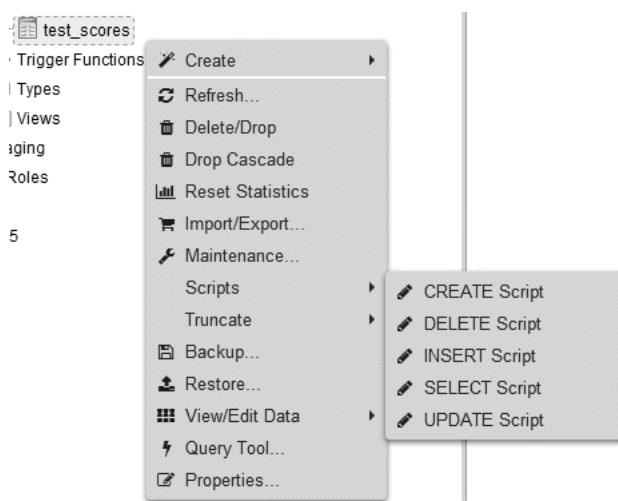 test_scores
Trigger Functions
Types
Views
Roles
5
Create
Refresh...
Delete/Drop
Drop Cascade
Reset Statistics
Import/Export...
Maintenance...
Scripts
Truncate
Backup...
Restore...
View/Edit Data
Query Tool...
Properties...
CREATE Script
DELETE Script
INSERT Script
SELECT Script
UPDATE Script